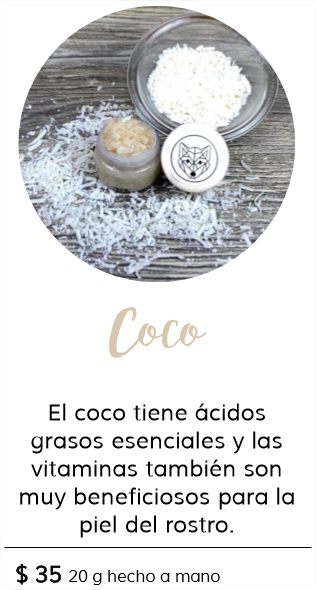 Coco
El coco tiene ácidos
grasos esenciales y las
vitaminas también son
muy beneficiosos para la
piel del rostro.
$ 35 20 g hecho a mano